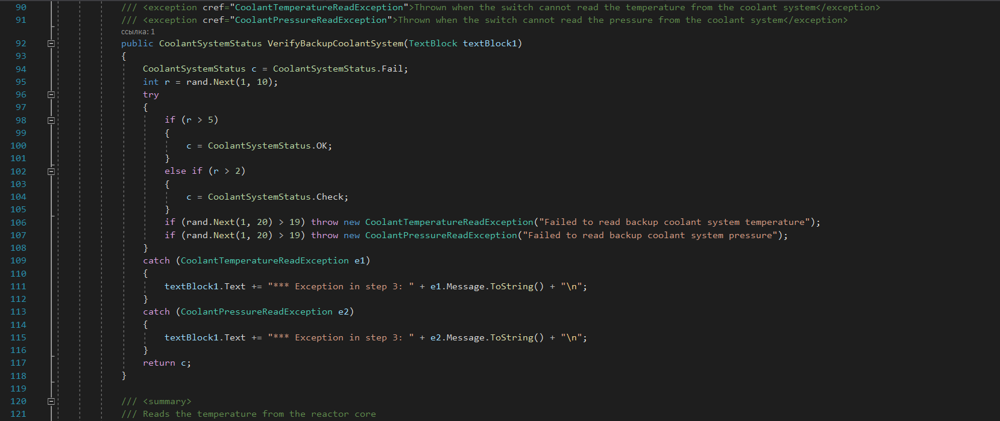 90 /// <exception cref="CoolantTemperatureReadException">Thrown when the switch cannot read the temperature from the coolant system</exception>
91 /// <exception cref="CoolantPressureReadException">Thrown when the switch cannot read the pressure from the coolant system</exception>
ссылка: 1
92 public CoolantSystemStatus VerifyBackupCoolantSystem(TextBlock textBlock1)
93 {
94 CoolantSystemStatus c = CoolantSystemStatus.Fail;
95 int r = rand.Next(1, 10);
96 try
97 {
98 if (r > 5)
99 {
100 c = CoolantSystemStatus.OK;
101 }
102 else if (r > 2)
103 {
104 c = CoolantSystemStatus.Check;
105 }
106 if (rand.Next(1, 20) > 19) throw new CoolantTemperatureReadException("Failed to read backup coolant system temperature");
107 if (rand.Next(1, 20) > 19) throw new CoolantPressureReadException("Failed to read backup coolant system pressure");
108 }
109 catch (CoolantTemperatureReadException e1)
110 {
111 textBlock1.Text += "*** Exception in step 3: " + e1.Message.ToString() + "\n";
112 }
113 catch (CoolantPressureReadException e2)
114 {
115 textBlock1.Text += "*** Exception in step 3: " + e2.Message.ToString() + "\n";
116 }
117 return c;
118 }
119
120 /// <summary>
121 /// Reads the temperature from the reactor core